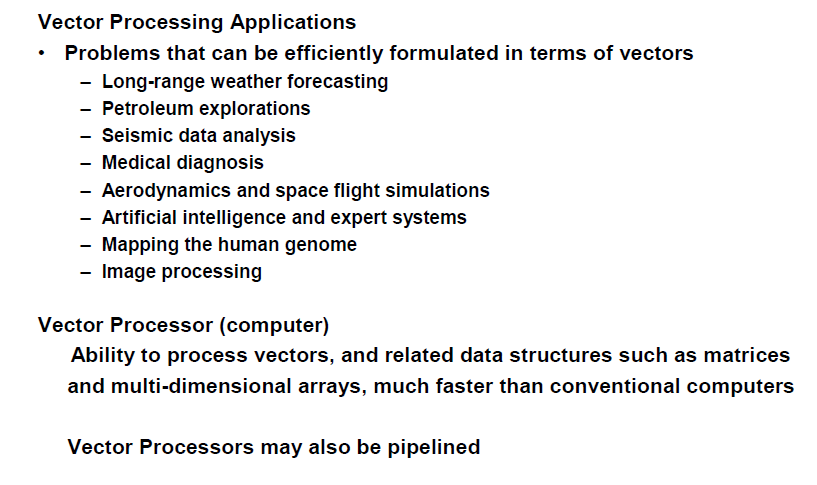 Vector Processing Applications
• Problems that can be efficiently formulated in terms of vectors
– Long-range weather forecasting
– Petroleum explorations
– Seismic data analysis
– Medical diagnosis
– Aerodynamics and space flight simulations
– Artificial intelligence and expert systems
– Mapping the human genome
– Image processing
Vector Processor (computer)
Ability to process vectors, and related data structures such as matrices
and multi-dimensional arrays, much faster than conventional computers
Vector Processors may also be pipelined